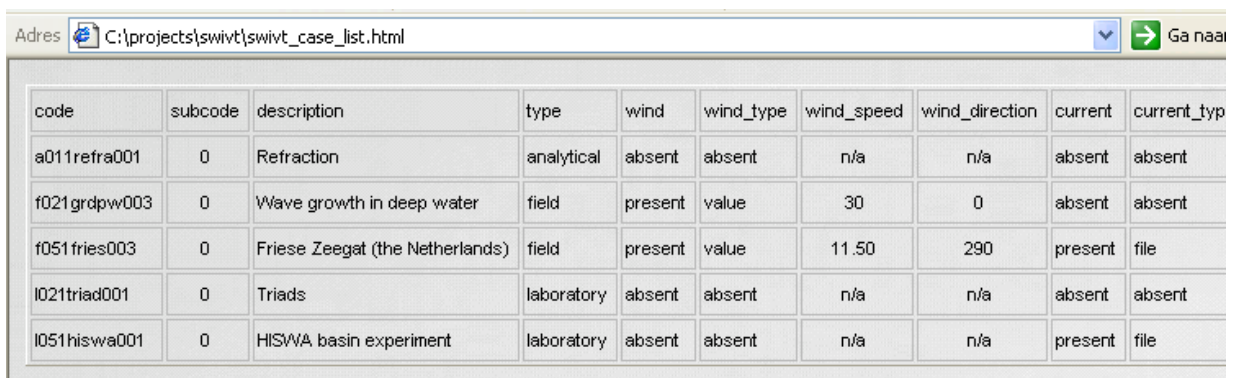 Adres C:\projects\swivt\swivt_case_list.html Ga naar
code subcode description type wind wind_type wind_speed wind_direction current current_typ
a011refra001 0 Refraction analytical absent absent n/a n/a absent absent
f021grdpw003 0 Wave growth in deep water field present value 30 0 absent absent
f051fries003 0 Friese Zeegat (the Netherlands) field present value 11.50 290 present file
l021triad001 0 Triads laboratory absent absent n/a n/a absent absent
l051hiswa001 0 HISWA basin experiment laboratory absent absent n/a n/a present file